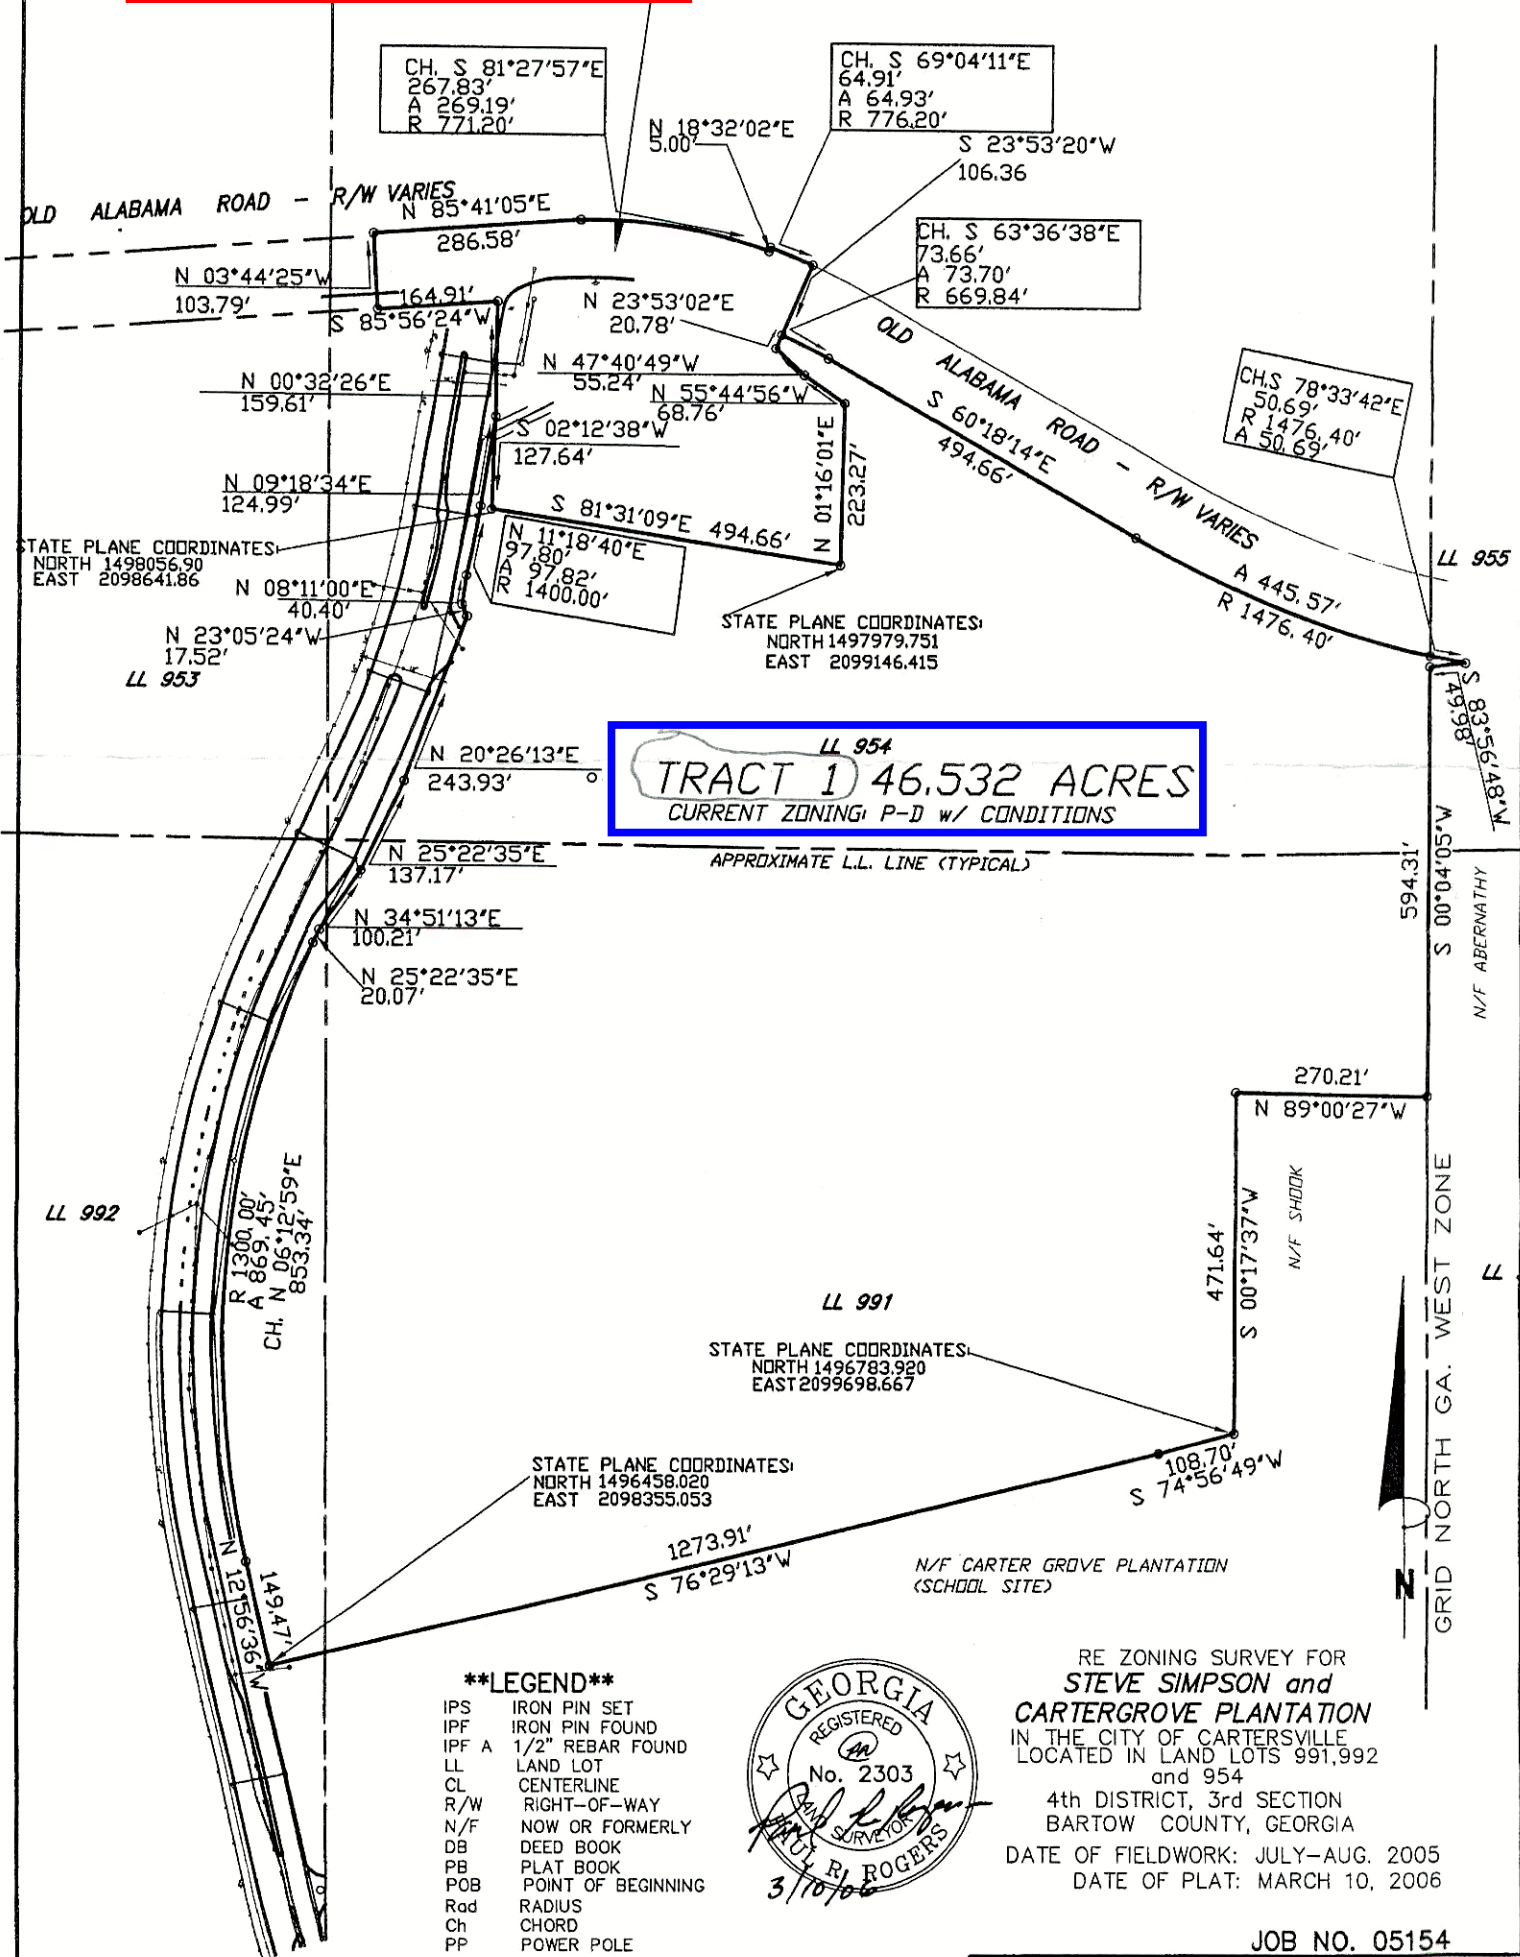 CH. S 81°27'57"E
267.83'
A 269.19'
R 771.20'
CH. S 69°04'11"E
64.91'
A 64.93'
R 776.20'
N 18°32'02"E
5.00'
S 23°53'20"W
106.36
OLD ALABAMA ROAD - R/W VARIES
N 85°41'05"E
286.58'
CH. S 63°36'38"E
73.66'
A 73.70'
R 669.84'
N 03°44'25"W
103.79'
164.91'
S 85°56'24"W
N 23°53'02"E
20.78'
OLD ALABAMA ROAD - R/W VARIES
N 47°40'49"W
55.24'
N 00°32'26"E
159.61'
N 55°44'56"W
68.76'
CH.S 78°33'42"E
50.69'
R 1476.40'
A 50.69'
S 60°18'14"E
494.66'
S 02°12'38"W
127.64'
N 01°16'01"E
223.27'
N 09°18'34"E
124.99'
S 81°31'09"E 494.66'
N 11°18'40"E
97.80'
A 97.82'
R 1400.00'
STATE PLANE COORDINATES:
NORTH 1498056.90
EAST 2098641.86
LL 955
N 08°11'00"E
40.40'
A 445.57'
R 1476.40'
STATE PLANE COORDINATES:
NORTH 1497979.751
EAST 2099146.415
N 23°05'24"W
17.52'
LL 953
S 83°56'48"W
49.98'
LL 954
TRACT 1 46.532 ACRES
CURRENT ZONING: P-D w/ CONDITIONS
N 20°26'13"E
243.93'
N 25°22'35"E
137.17'
APPROXIMATE L.L. LINE (TYPICAL)
594.31'
S 00°04'05"W
N/F ABERNATHY
N 34°51'13"E
100.21'
N 25°22'35"E
20.07'
270.21'
N 89°00'27"W
LL 992
R 1300.00'
A 869.45'
CH. N 06°12'59"E
853.34'
471.64'
S 00°17'37"W
N/F SHOOK
LL
LL 991
STATE PLANE COORDINATES:
NORTH 1496783.920
EAST 2099698.667
GRID NORTH GA. WEST ZONE
N
108.70'
S 74°56'49"W
STATE PLANE COORDINATES:
NORTH 1496458.020
EAST 2098355.053
1273.91'
S 76°29'13"W
N 12°56'36"W
149.47'
N/F CARTER GROVE PLANTATION
(SCHOOL SITE)
**LEGEND**
IPS IRON PIN SET
IPF IRON PIN FOUND
IPF A 1/2" REBAR FOUND
LL LAND LOT
CL CENTERLINE
R/W RIGHT-OF-WAY
N/F NOW OR FORMERLY
DB DEED BOOK
PB PLAT BOOK
POB POINT OF BEGINNING
Rad RADIUS
Ch CHORD
PP POWER POLE
GEORGIA
REGISTERED
No. 2303
LAND SURVEYOR
PAUL R. ROGERS
3/10/06
RE ZONING SURVEY FOR
STEVE SIMPSON and
CARTERGROVE PLANTATION
IN THE CITY OF CARTERSVILLE
LOCATED IN LAND LOTS 991,992
and 954
4th DISTRICT, 3rd SECTION
BARTOW COUNTY, GEORGIA
DATE OF FIELDWORK: JULY-AUG. 2005
DATE OF PLAT: MARCH 10, 2006
JOB NO. 05154